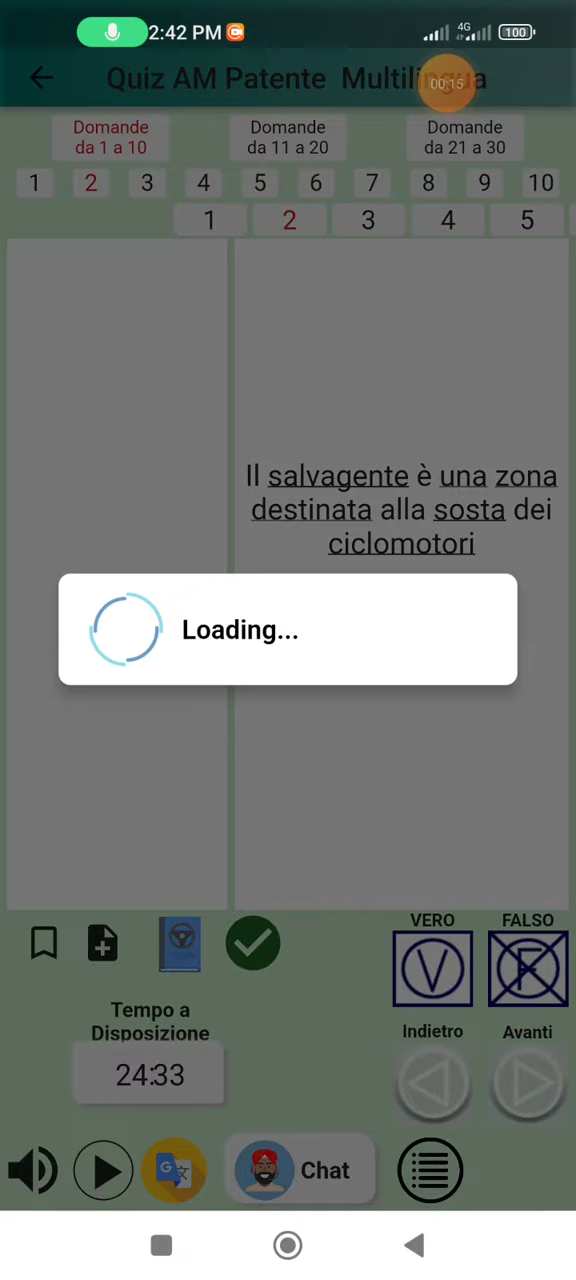 2:42 PM
4G
100
Quiz AM Patente Multilingua
00:15
Domande
da 1 a 10
Domande
da 11 a 20
Domande
da 21 a 30
1 2 3 4 5 6 7 8 9 10
1 2 3 4 5
Il salvagente è una zona
destinata alla sosta dei
ciclomotori
Loading...
VERO FALSO
V F
Tempo a
Disposizione
Indietro Avanti
24:33
G
Chat